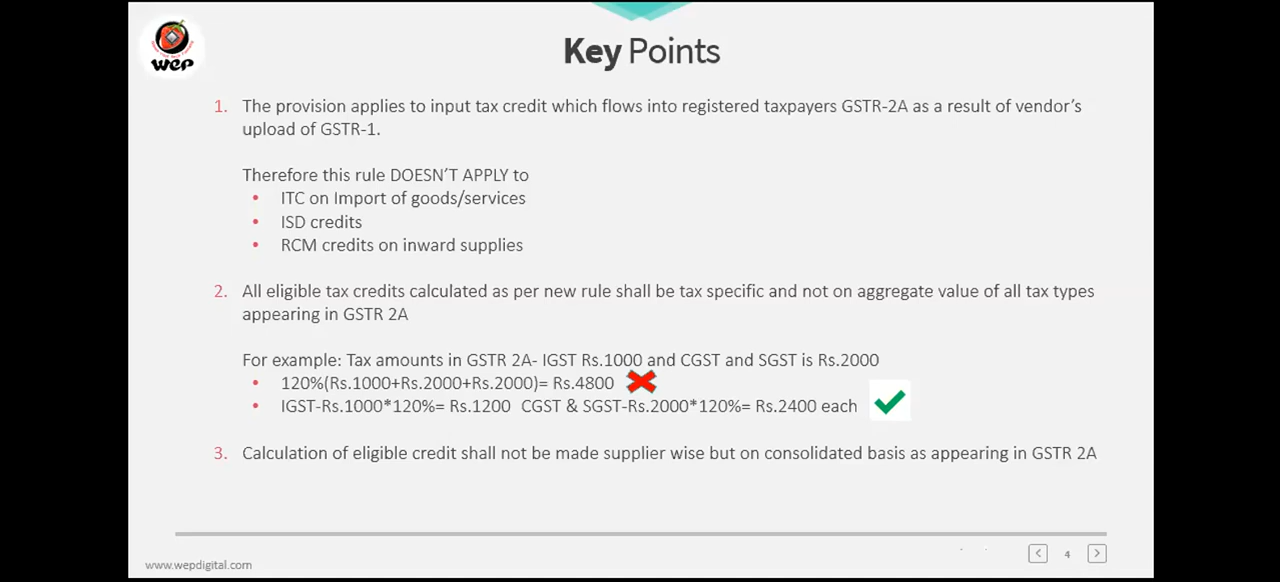 WeP
Key Points
1. The provision applies to input tax credit which flows into registered taxpayers GSTR-2A as a result of vendor's
upload of GSTR-1.
Therefore this rule DOESN'T APPLY to
• ITC on Import of goods/services
• ISD credits
• RCM credits on inward supplies
2. All eligible tax credits calculated as per new rule shall be tax specific and not on aggregate value of all tax types
appearing in GSTR 2A
For example: Tax amounts in GSTR 2A- IGST Rs.1000 and CGST and SGST is Rs.2000
• 120%(Rs.1000+Rs.2000+Rs.2000)= Rs.4800
• IGST-Rs.1000*120%= Rs.1200 CGST & SGST-Rs.2000*120%= Rs.2400 each
3. Calculation of eligible credit shall not be made supplier wise but on consolidated basis as appearing in GSTR 2A
www.wepdigital.com
4